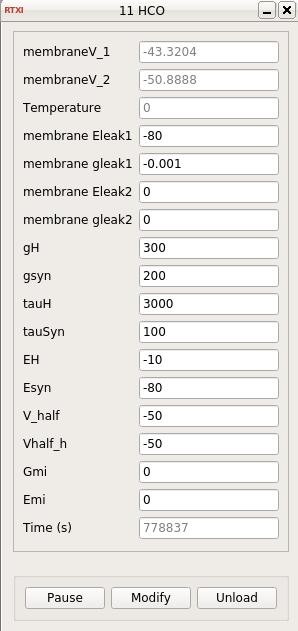 RTXI 11 HCO
membraneV_1 -43.3204
membraneV_2 -50.8888
Temperature 0
membrane Eleak1 -80
membrane gleak1 -0.001
membrane Eleak2 0
membrane gleak2 0
gH 300
gsyn 200
tauH 3000
tauSyn 100
EH -10
Esyn -80
V_half -50
Vhalf_h -50
Gmi 0
Emi 0
Time (s) 778837
Pause Modify Unload